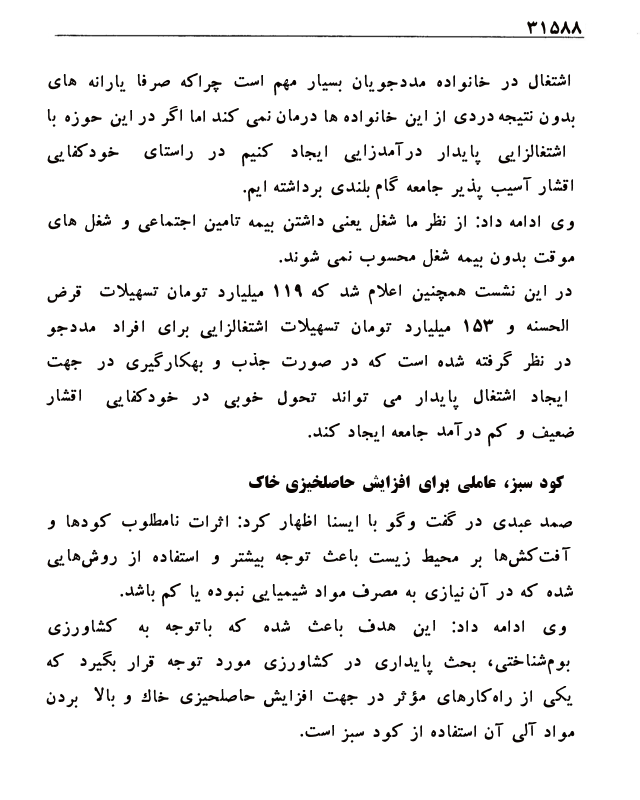 ۳۱۵۸۸
اشتغال در خانواده مددجویان بسیار مهم است چراکه صرفا یارانه های
بدون نتیجه دردی از این خانواده ها درمان نمی کند اما اگر در این حوزه با
اشتغالزایی پایدار درآمدزایی ایجاد کنیم در راستای خودکفایی
اقشار آسیب پذیر جامعه گام بلندی برداشته ایم.
وی ادامه داد: از نظر ما شغل یعنی داشتن بیمه تامین اجتماعی و شغل های
موقت بدون بیمه شغل محسوب نمی شوند.
در این نشست همچنین اعلام شد که ۱۱۹ میلیارد تومان تسهیلات قرض
الحسنه و ۱۵۳ میلیارد تومان تسهیلات اشتغالزایی برای افراد مددجو
در نظر گرفته شده است که در صورت جذب و بهکارگیری در جهت
ایجاد اشتغال پایدار می تواند تحول خوبی در خودکفایی اقشار
ضعیف و کم درآمد جامعه ایجاد کند.
کود سبز، عاملی برای افزایش حاصلخیزی خاک
صمد عبدی در گفت وگو با ایسنا اظهار کرد: اثرات نامطلوب کودها و
آفت‌کش‌ها بر محیط زیست باعث توجه بیشتر و استفاده از روش‌هایی
شده که در آن نیازی به مصرف مواد شیمیایی نبوده یا کم باشد.
وی ادامه داد: این هدف باعث شده که باتوجه به کشاورزی
بوم‌شناختی، بحث پایداری در کشاورزی مورد توجه قرار بگیرد که
یکی از راه‌کارهای مؤثر در جهت افزایش حاصلحیزی خاك و بالا بردن
مواد آلی آن استفاده از کود سبز است.